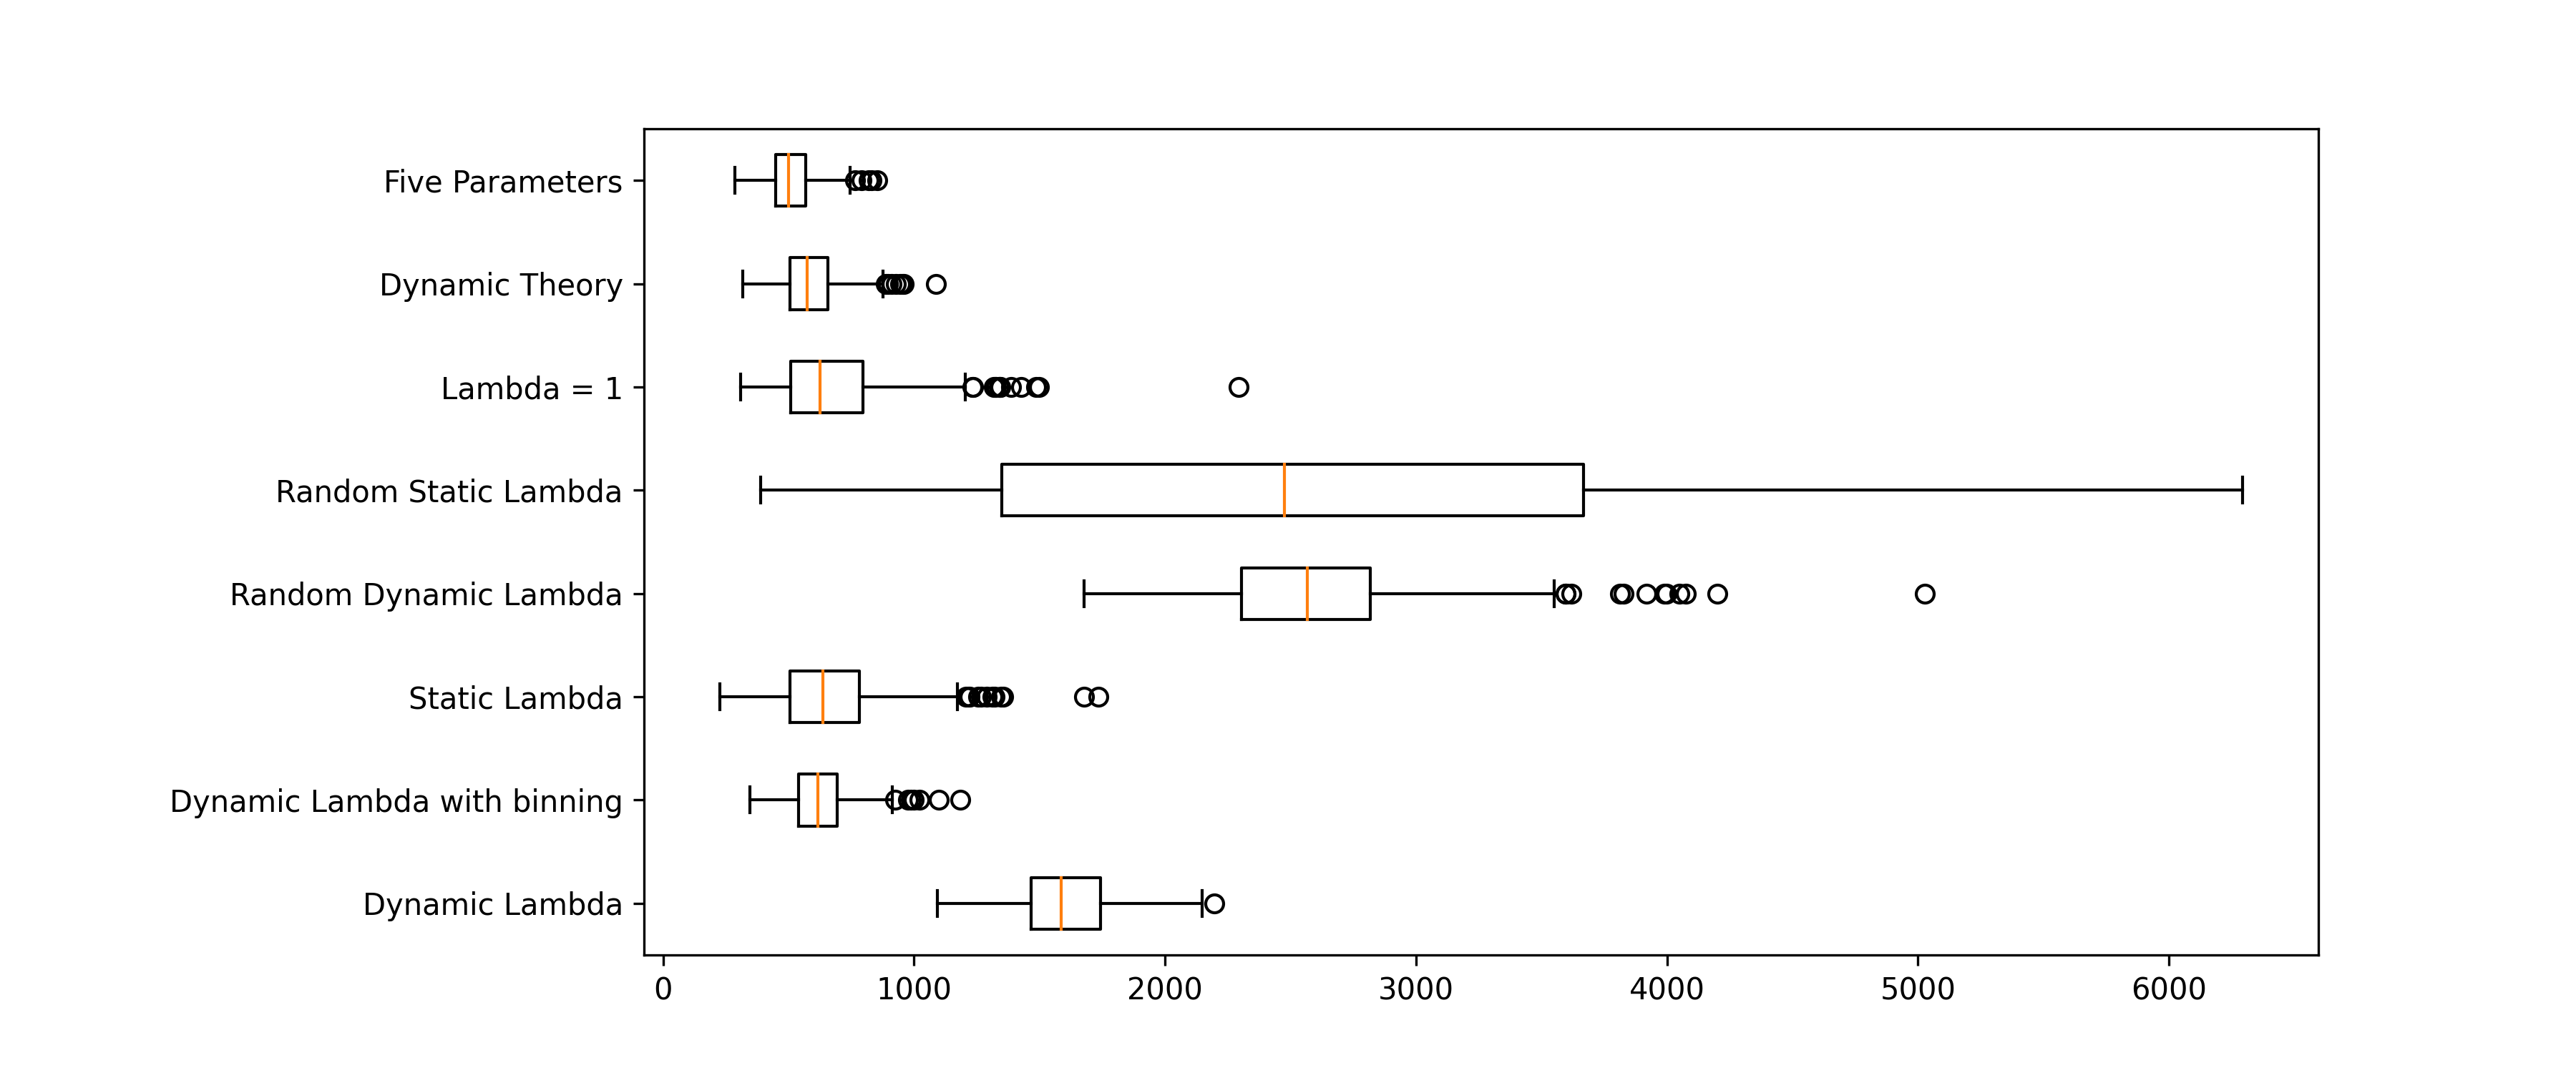 Five Parameters
Dynamic Theory
Lambda = 1
Random Static Lambda
Random Dynamic Lambda
Static Lambda
Dynamic Lambda with binning
Dynamic Lambda
0 1000 2000 3000 4000 5000 6000